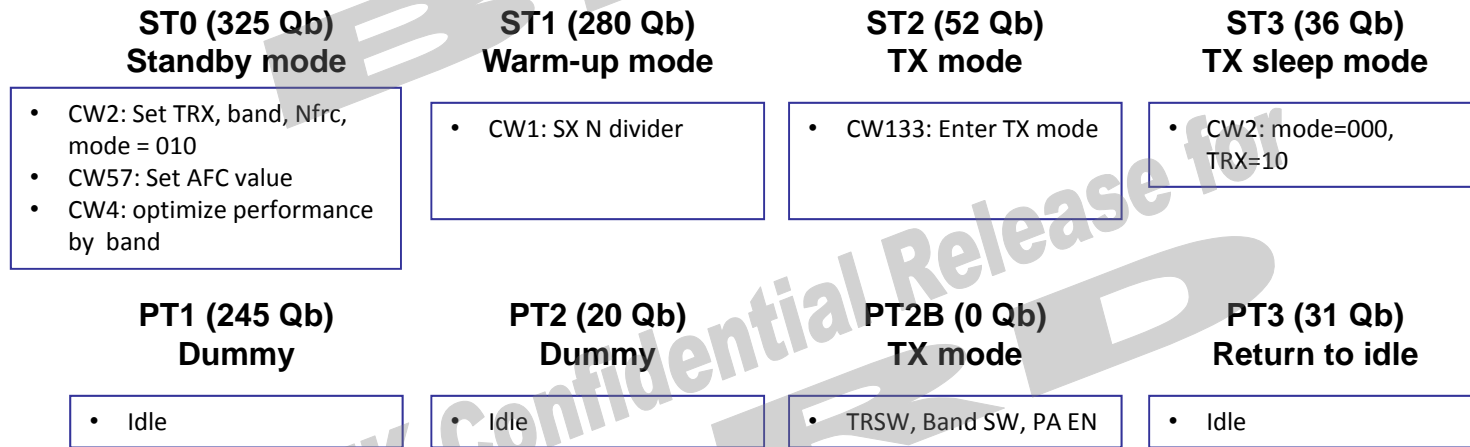 ST0 (325 Qb)
Standby mode
• CW2: Set TRX, band, Nfrc,
mode = 010
• CW57: Set AFC value
• CW4: optimize performance
by band
ST1 (280 Qb)
Warm-up mode
• CW1: SX N divider
ST2 (52 Qb)
TX mode
• CW133: Enter TX mode
ST3 (36 Qb)
TX sleep mode
• CW2: mode=000,
TRX=10
PT1 (245 Qb)
Dummy
• Idle
PT2 (20 Qb)
Dummy
• Idle
PT2B (0 Qb)
TX mode
• TRSW, Band SW, PA EN
PT3 (31 Qb)
Return to idle
• Idle
Confidential Release for